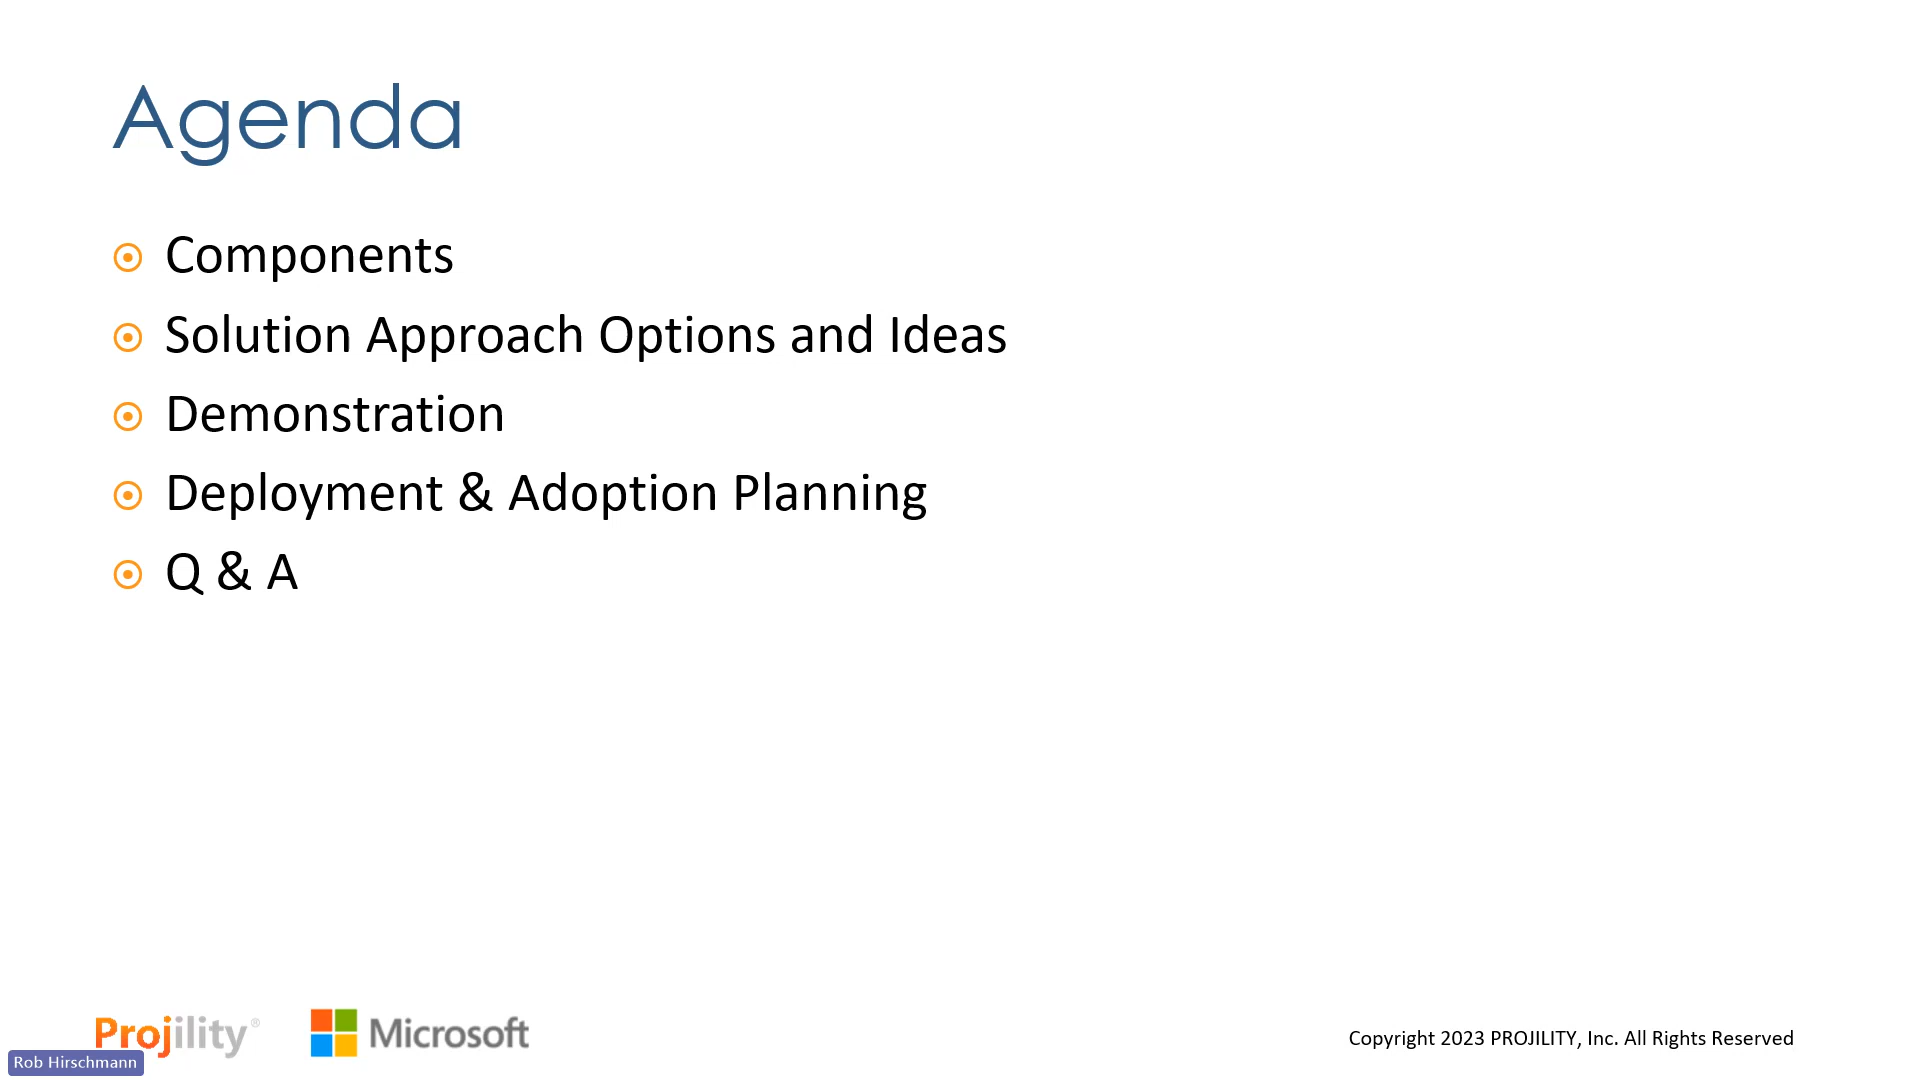 Agenda
Components
Solution Approach Options and Ideas
Demonstration
Deployment & Adoption Planning
Q & A
Projility®
Microsoft
Copyright 2023 PROJILITY, Inc. All Rights Reserved
Rob Hirschmann